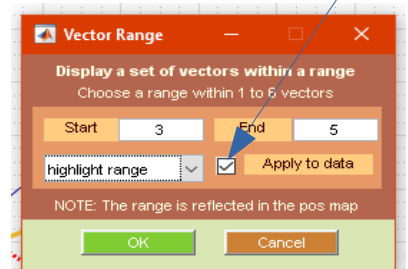 Vector Range
Display a set of vectors within a range
Choose a range within 1 to 6 vectors
Start 3 End 5
highlight range Apply to data
NOTE: The range is reflected in the pos map
OK Cancel